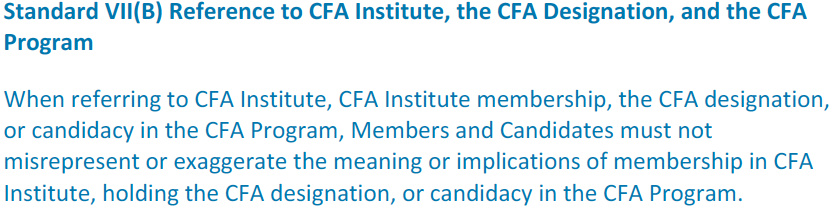 Standard VII(B) Reference to CFA Institute, the CFA Designation, and the CFA
Program
When referring to CFA Institute, CFA Institute membership, the CFA designation,
or candidacy in the CFA Program, Members and Candidates must not
misrepresent or exaggerate the meaning or implications of membership in CFA
Institute, holding the CFA designation, or candidacy in the CFA Program.